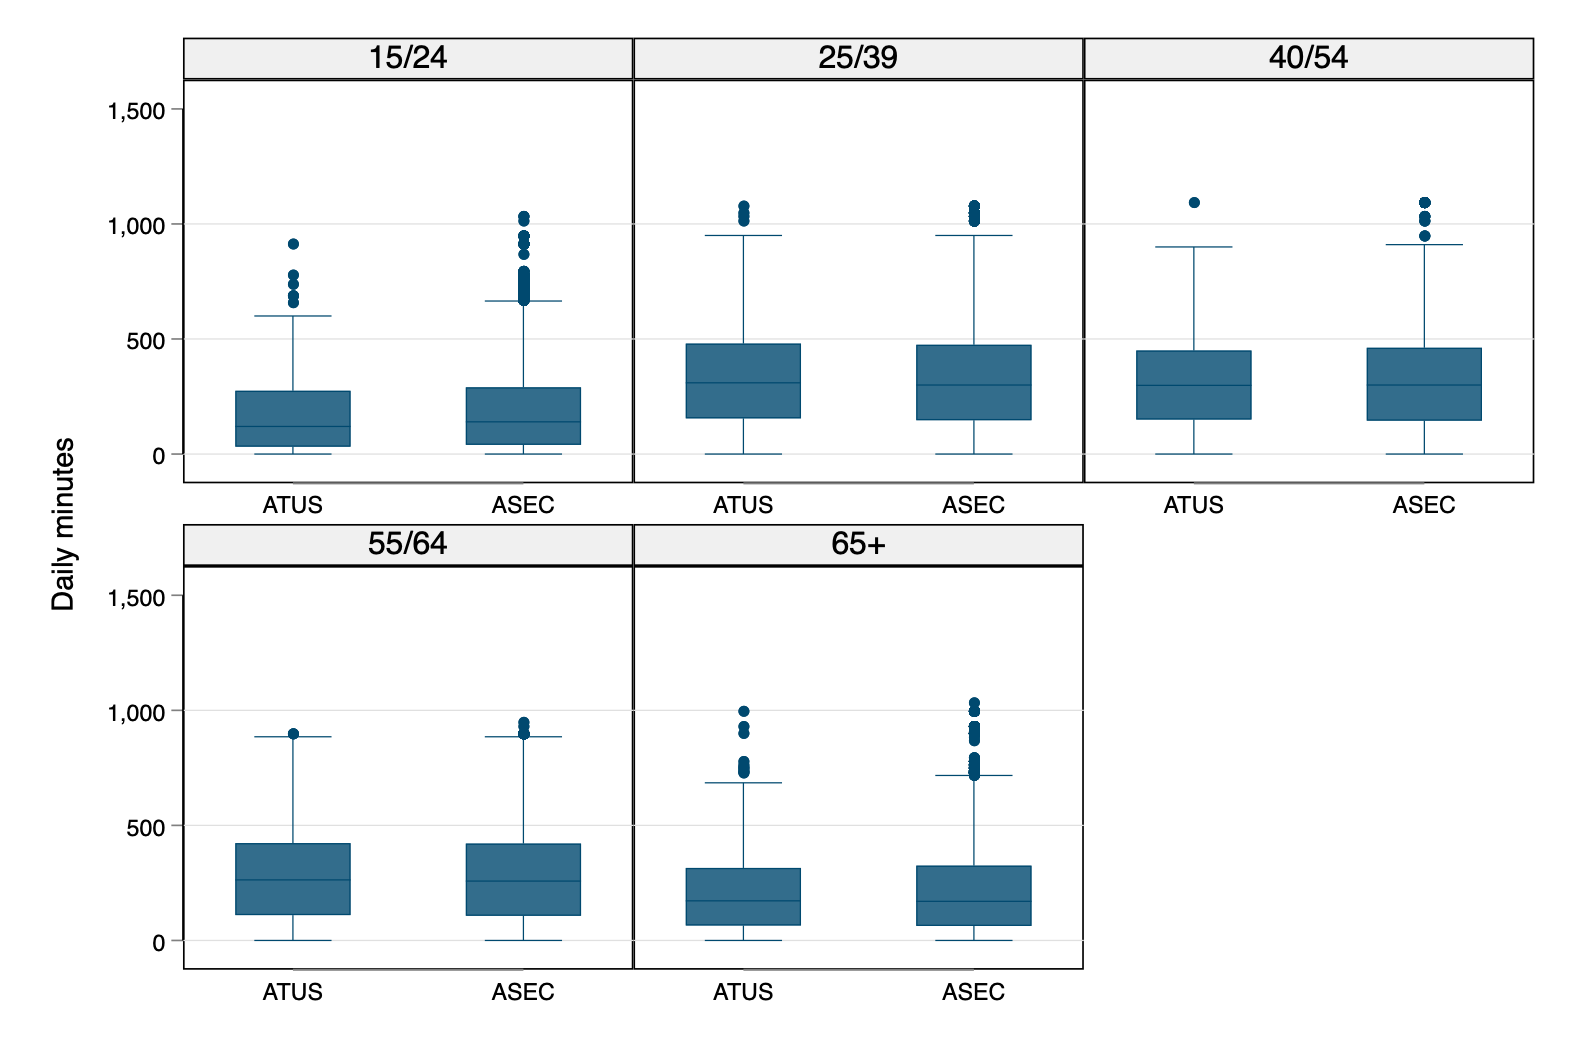 15/24 25/39 40/54
1,500
1,000
500
0
ATUS ASEC ATUS ASEC ATUS ASEC
Daily minutes
55/64 65+
1,500
1,000
500
0
ATUS ASEC ATUS ASEC